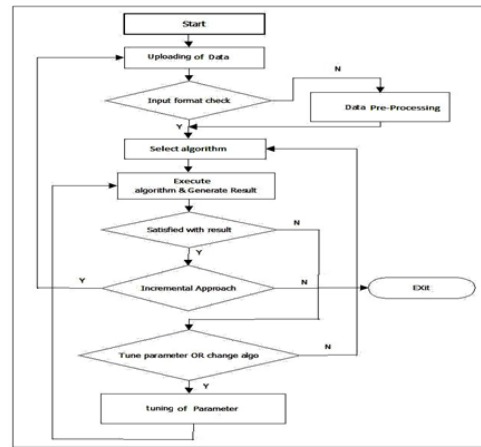 Start
Uploading of Data
N
Input format check
Data Pre-Processing
Y
Select algorithm
Execute
algorithm & Generate Result
N
Satisfied with result
Y
Y
Incremental Approach
N
EXit
N
Tune parameter OR change algo
Y
tuning of Parameter